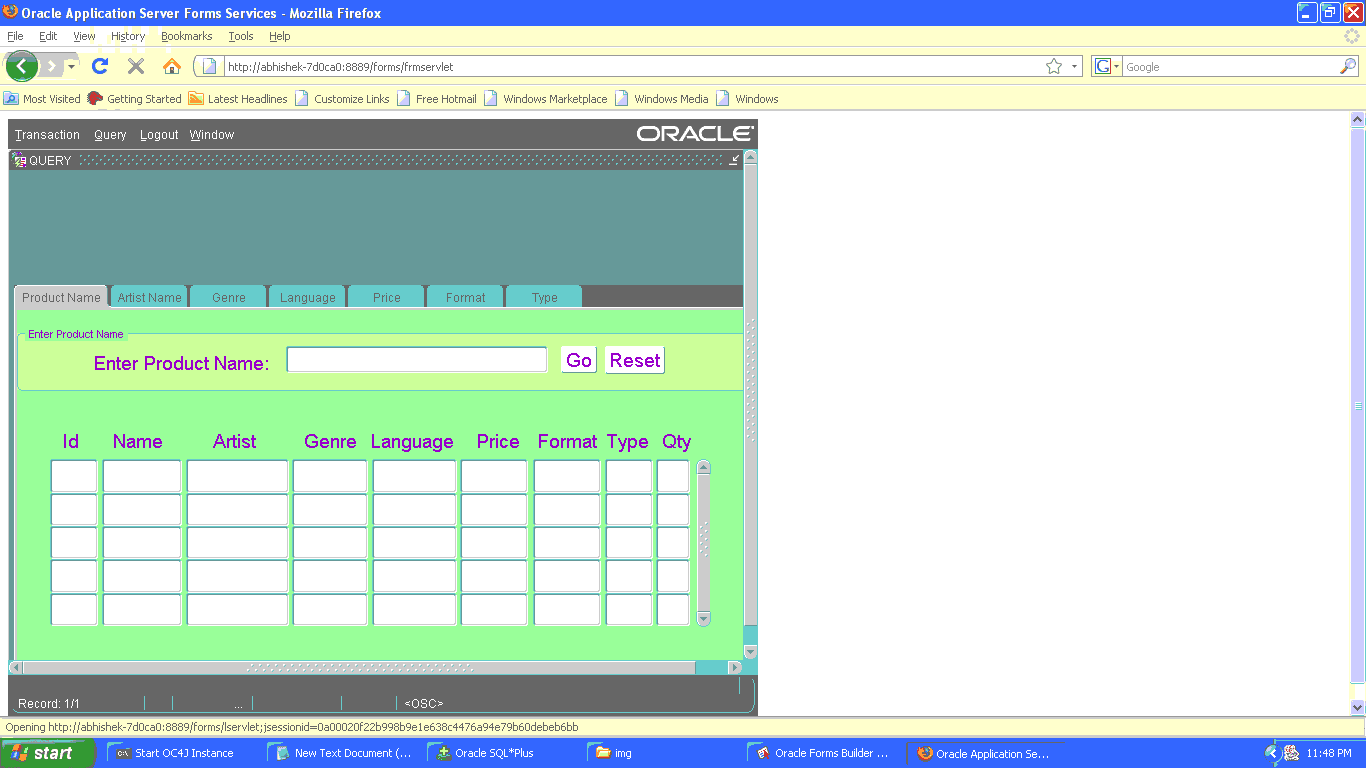 Oracle Application Server Forms Services - Mozilla Firefox
File Edit View History Bookmarks Tools Help
http://abhishek-7d0ca0:8889/forms/frmservlet G Google
Most Visited Getting Started Latest Headlines Customize Links Free Hotmail Windows Marketplace Windows Media Windows
Transaction Query Logout Window ORACLE
QUERY
Product Name Artist Name Genre Language Price Format Type
Enter Product Name
Enter Product Name: Go Reset
Id Name Artist Genre Language Price Format Type Qty
Record: 1/1 ... <OSC>
Opening http://abhishek-7d0ca0:8889/forms/lservlet;jsessionid=0a00020f22b998b9e1e638c4476a94e79b60debeb6bb
start Start OC4J Instance New Text Document (... Oracle SQL*Plus img Oracle Forms Builder ... Oracle Application Se... 11:48 PM